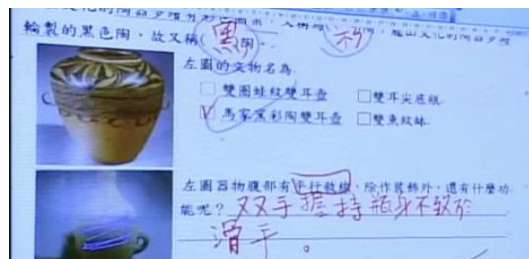 輪製的黑色陶，故又稱(黑陶。
左圖的文物名為
□雙圈蛙紋雙耳壺 □雙耳尖底瓶
V馬家窯彩陶雙耳壺 □雙魚紋缽
左圖器物腹部有平行紋線，除作裝飾外，還有什麼功
能呢？双手握持瓶身不致於
滑手。